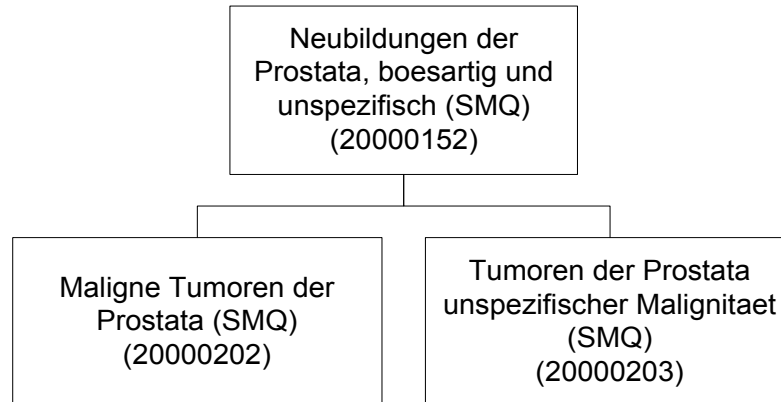 Neubildungen der
Prostata, boesartig und
unspezifisch (SMQ)
(20000152)
Maligne Tumoren der
Prostata (SMQ)
(20000202)
Tumoren der Prostata
unspezifischer Malignitaet
(SMQ)
(20000203)